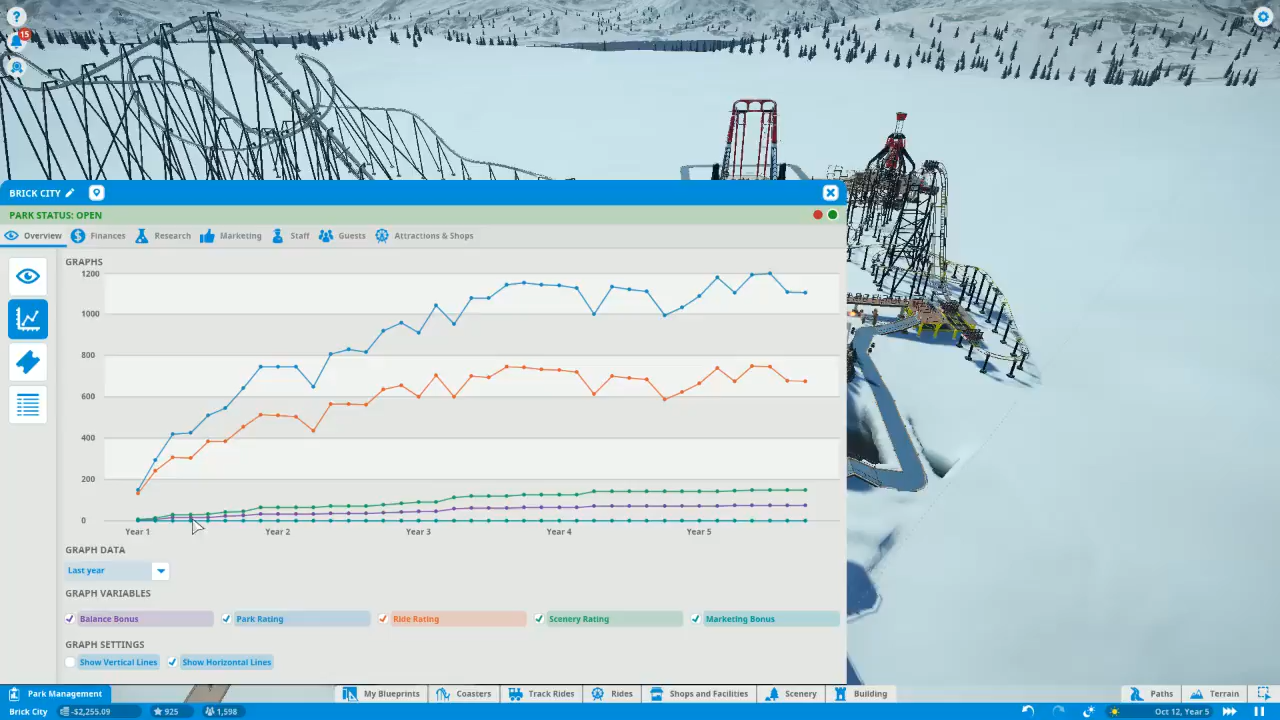 ?
15
BRICK CITY
PARK STATUS: OPEN
Overview Finances Research Marketing Staff Guests Attractions & Shops
GRAPHS
1200
1000
800
600
400
200
0
Year 1 Year 2 Year 3 Year 4 Year 5
GRAPH DATA
Last year
GRAPH VARIABLES
Balance Bonus Park Rating Ride Rating Scenery Rating Marketing Bonus
GRAPH SETTINGS
Show Vertical Lines Show Horizontal Lines
Park Management My Blueprints Coasters Track Rides Rides Shops and Facilities Scenery Building Paths Terrain
Brick City -$2,255.09 925 1,598 Oct 12, Year 5